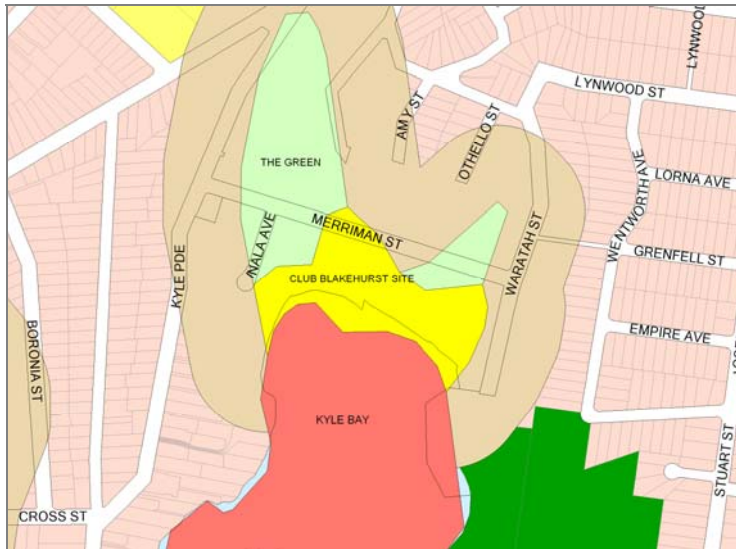 LYNWOOD
LYNWOOD ST
AMY ST
OTHELLO ST
THE GREEN
LORNA AVE
WENTWORTH AVE
MERRIMAN ST
INALA AVE
WARATAH ST
GRENFELL ST
KYLE PDE
CLUB BLAKEHURST SITE
BORONIA ST
EMPIRE AVE
KYLE BAY
STUART ST
CROSS ST